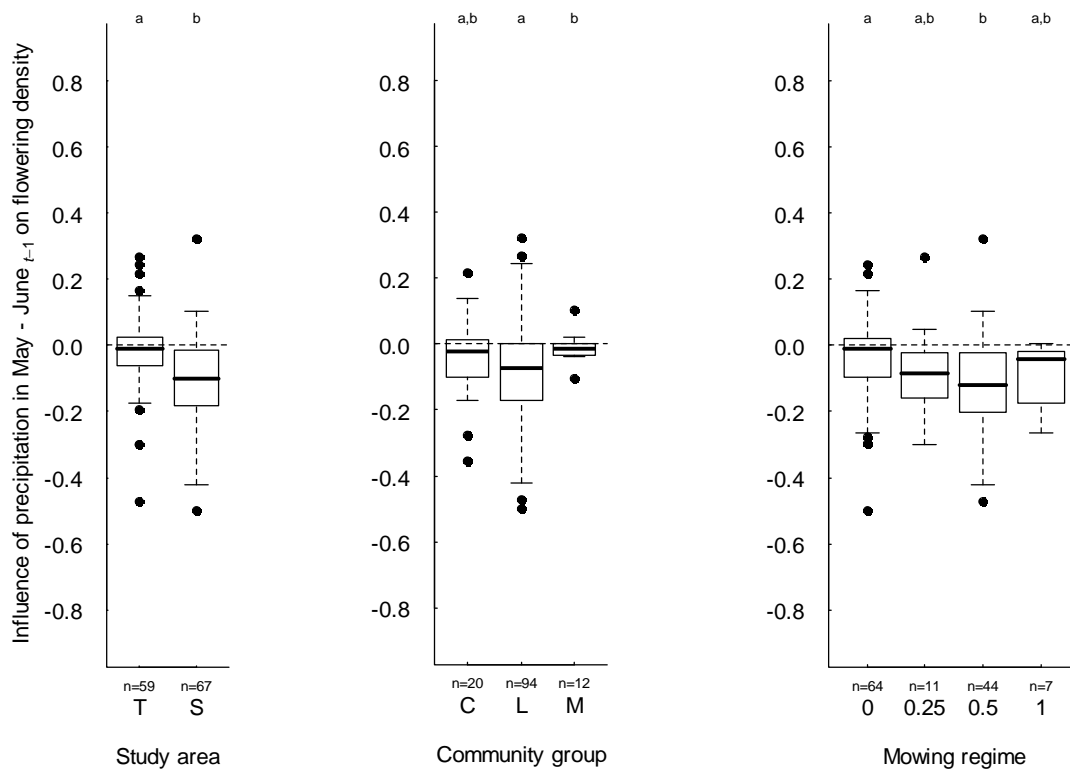 Influence of precipitation in May - June t–1 on flowering density
a b
0.8
0.6
0.4
0.2
0.0
-0.2
-0.4
-0.6
-0.8
n=59 n=67
T S
Study area
a,b a b
0.8
0.6
0.4
0.2
0.0
-0.2
-0.4
-0.6
-0.8
n=20 n=94 n=12
C L M
Community group
a a,b b a,b
0.8
0.6
0.4
0.2
0.0
-0.2
-0.4
-0.6
-0.8
n=64 n=11 n=44 n=7
0 0.25 0.5 1
Mowing regime